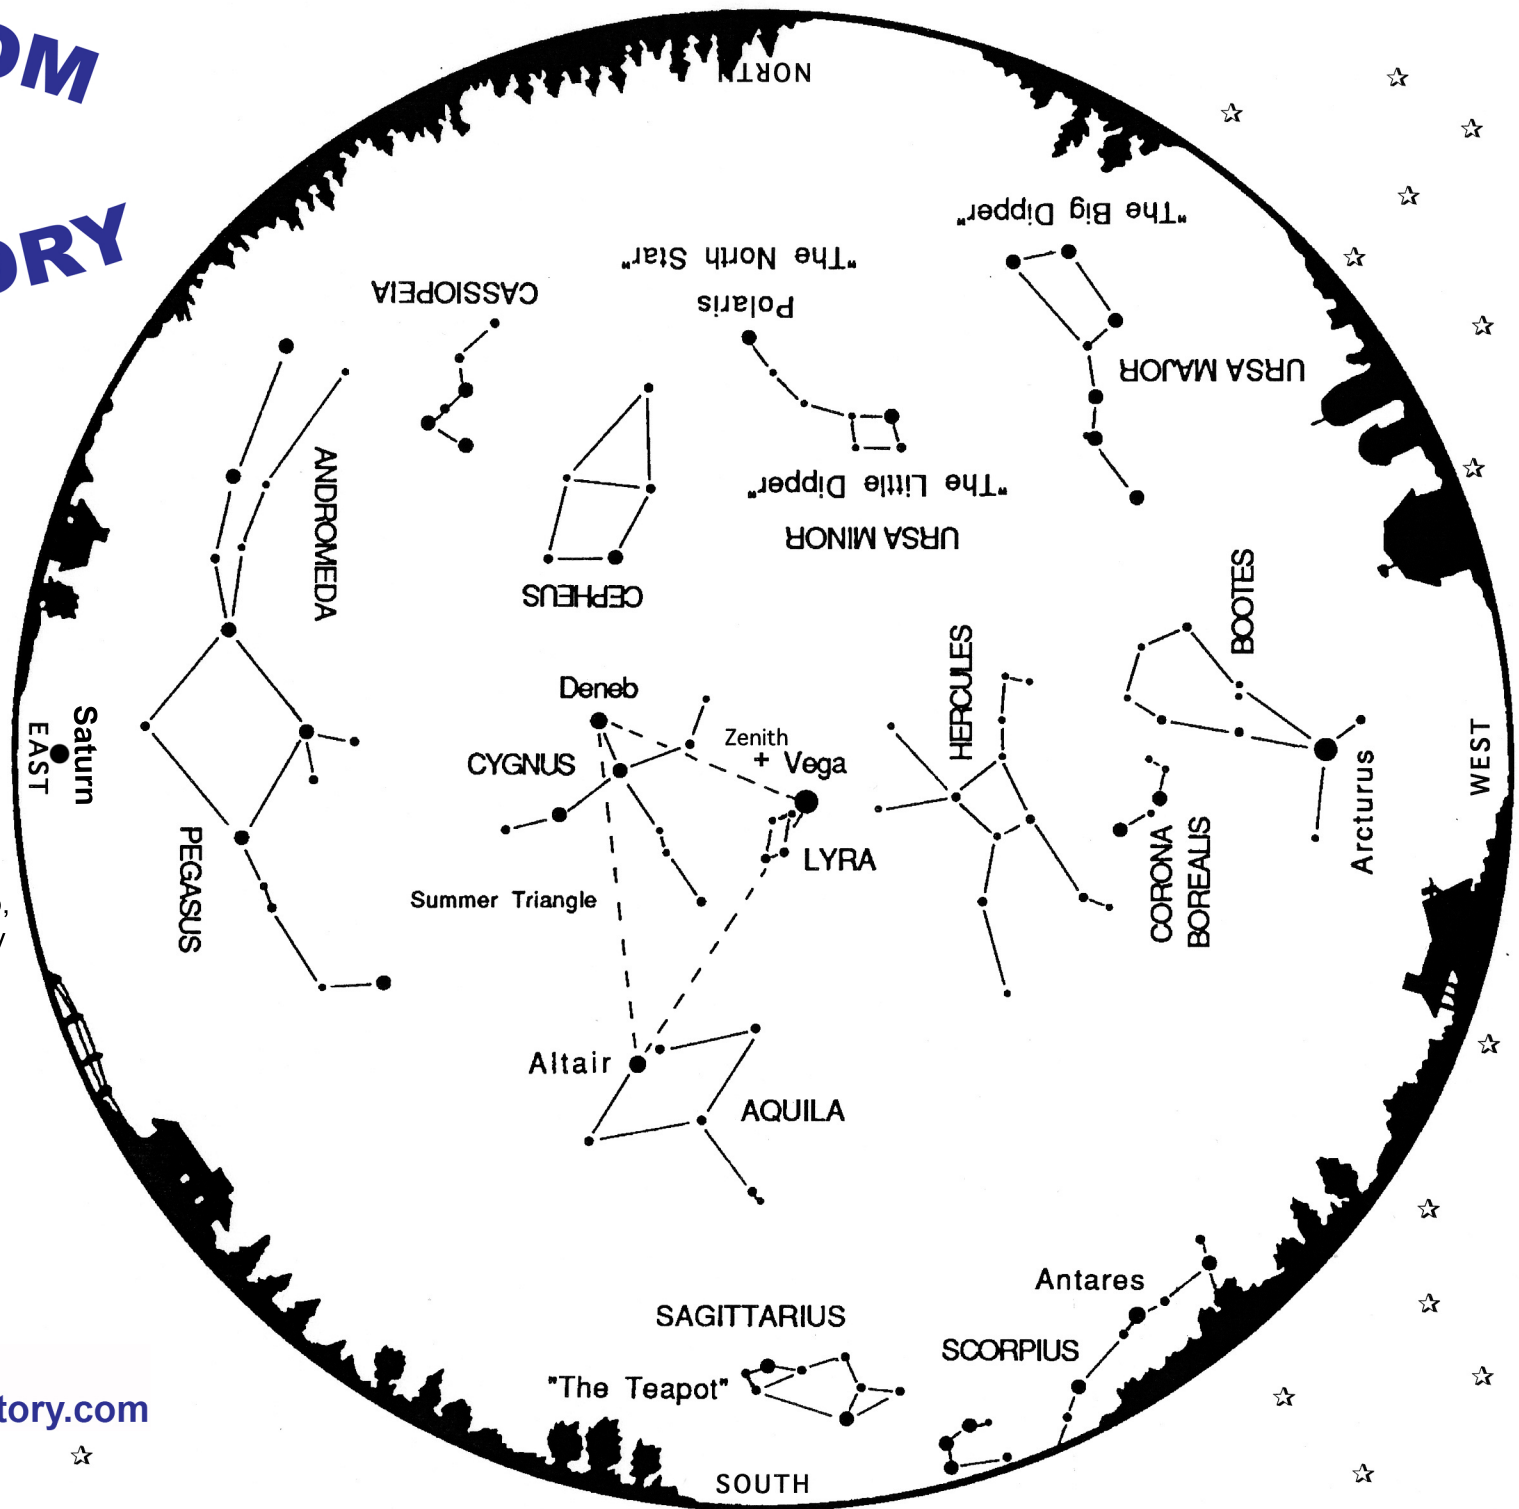 OM
ORY
NORTH
"The Big Dipper"
"The North Star"
Polaris
CASSIOPEIA
URSA MAJOR
ANDROMEDA
"The Little Dipper"
URSA MINOR
CEPHEUS
BOOTES
HERCULES
Deneb
Zenith
+ Vega
CYGNUS
Saturn
EAST
WEST
Arcturus
PEGASUS
LYRA
CORONA
BOREALIS
Summer Triangle
Altair
AQUILA
Antares
SAGITTARIUS
SCORPIUS
"The Teapot"
tory.com
SOUTH